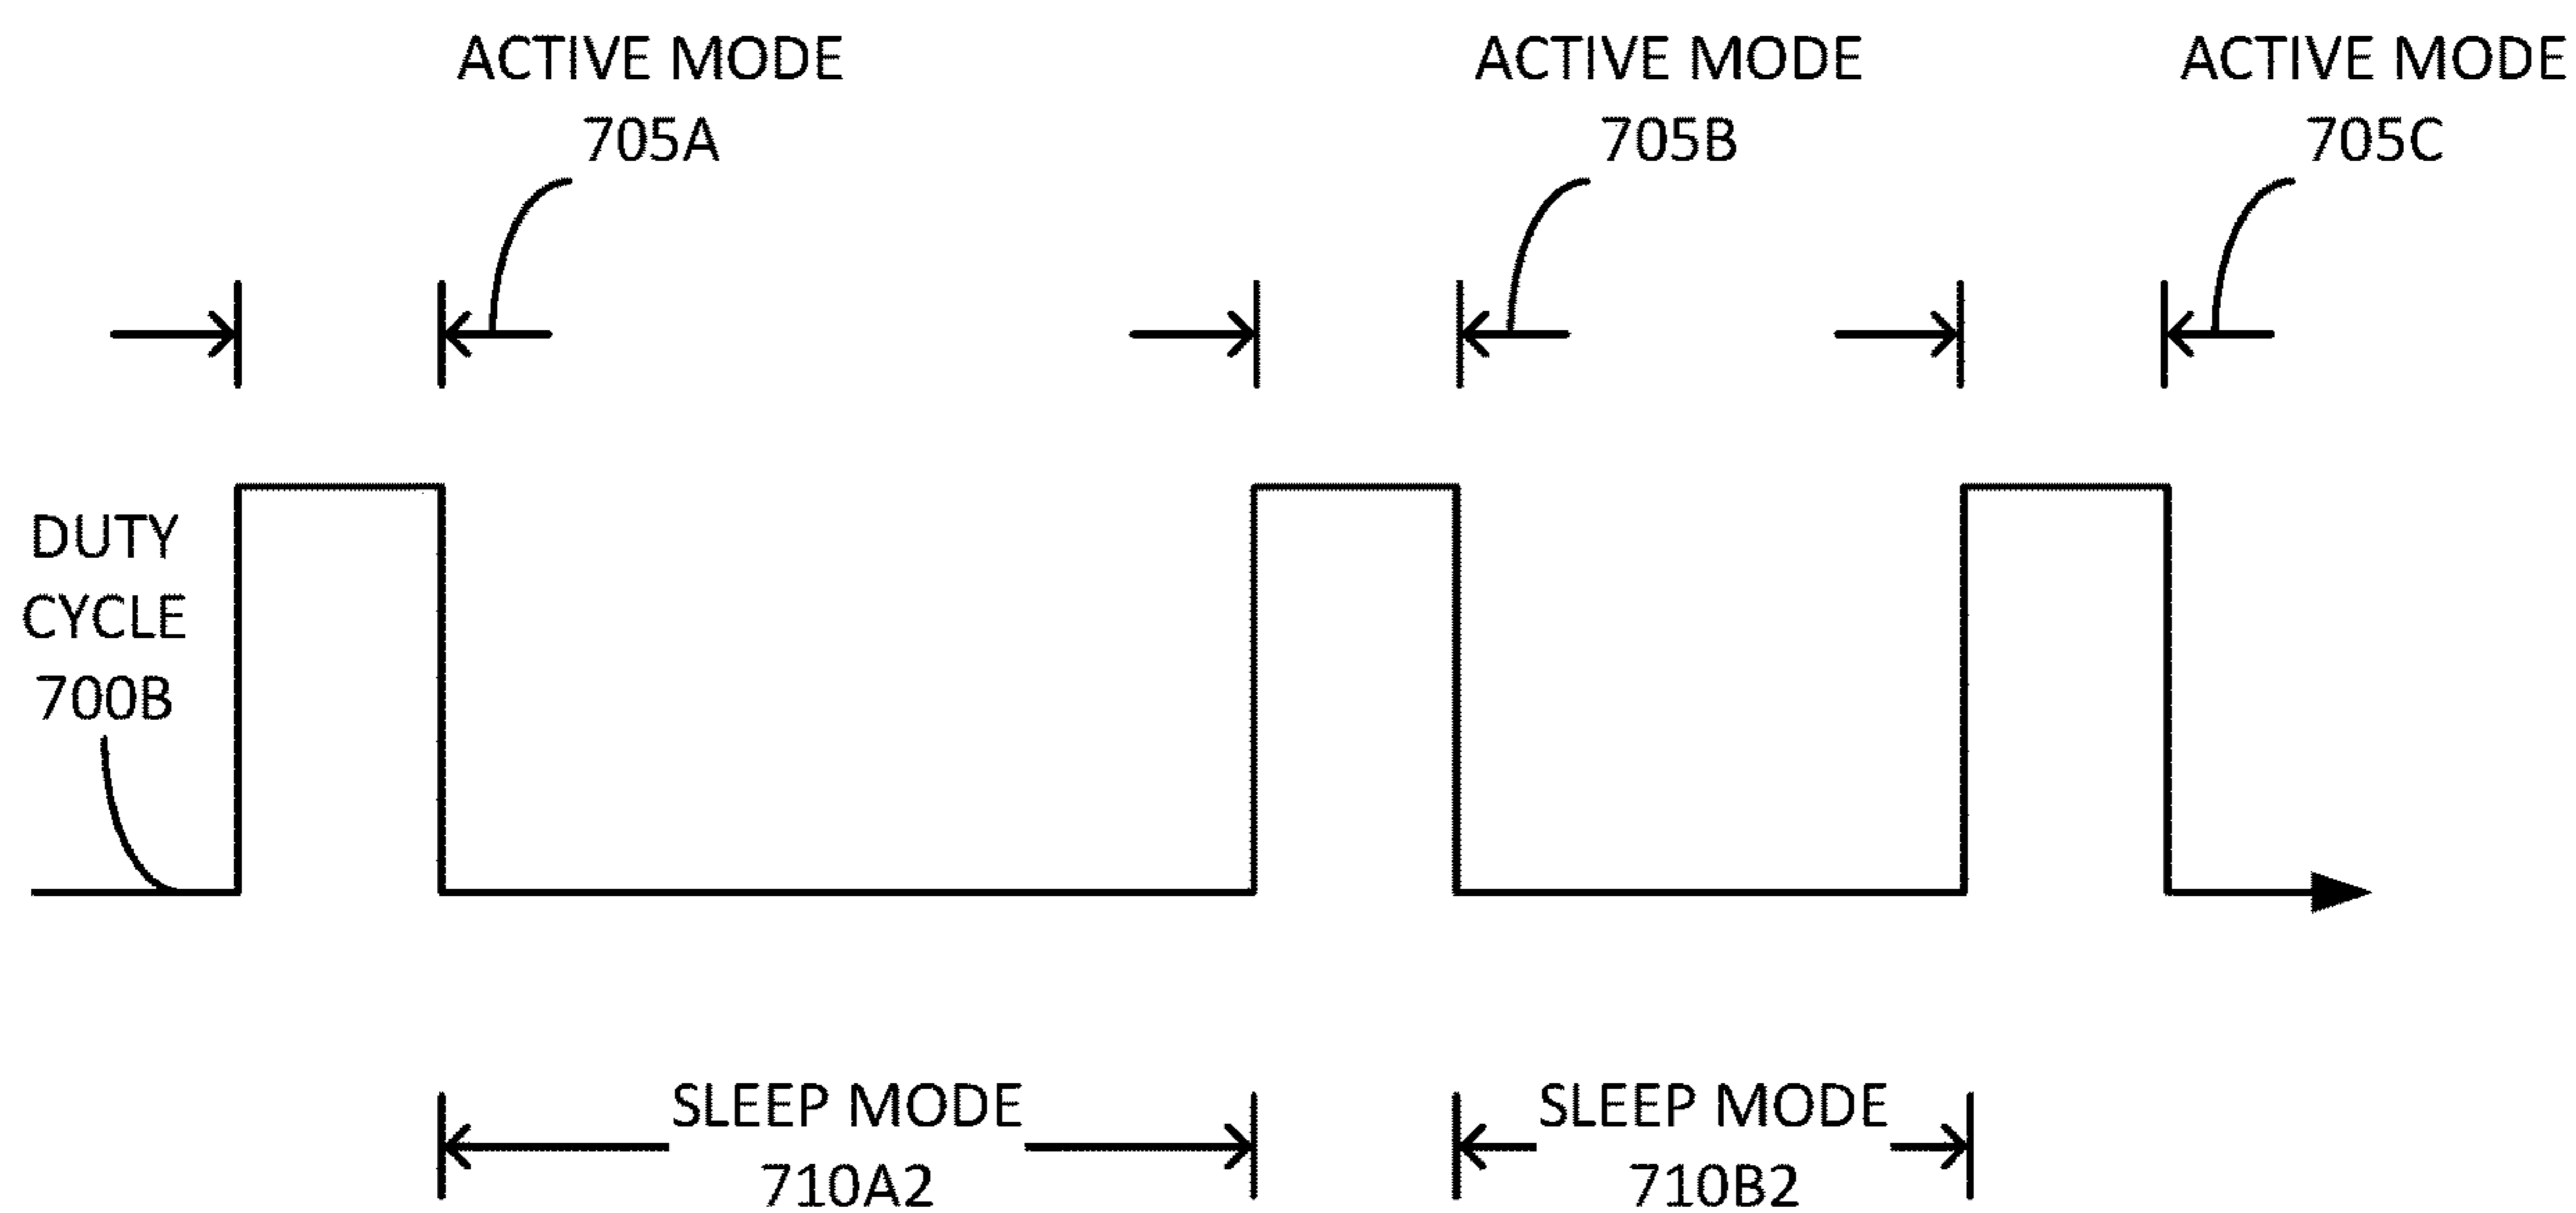 ACTIVE MODE
705A
ACTIVE MODE
705B
ACTIVE MODE
705C
DUTY
CYCLE
700B
SLEEP MODE
710A2
SLEEP MODE
710B2